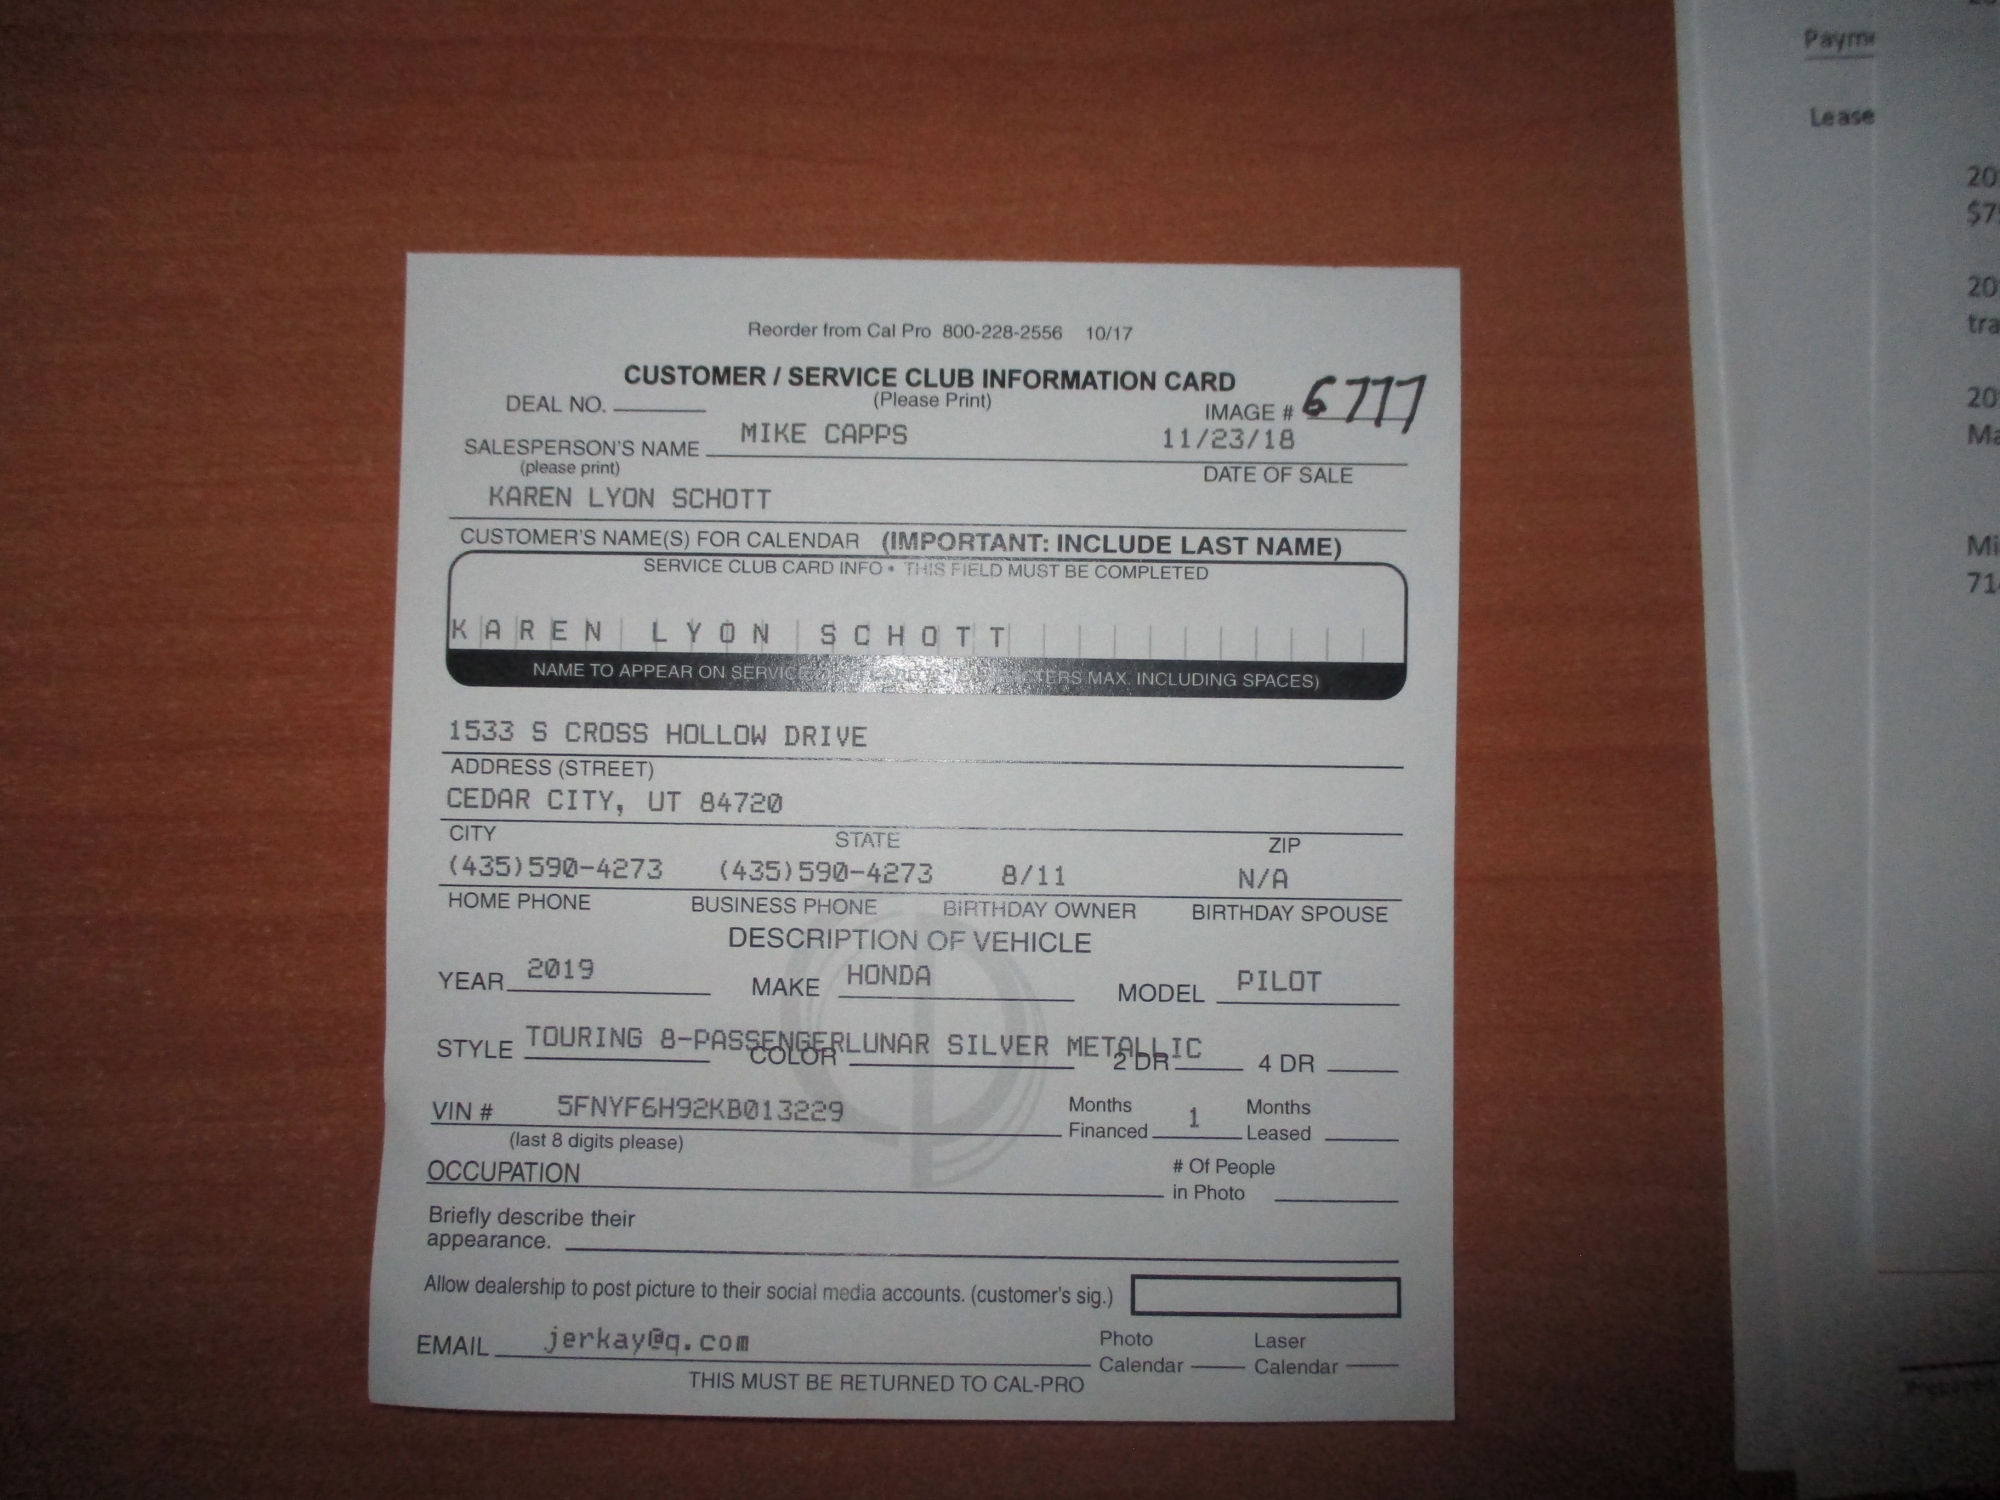 Reorder from Cal Pro 800-228-2556 10/17
CUSTOMER / SERVICE CLUB INFORMATION CARD
(Please Print)
DEAL NO.
IMAGE # 6777
SALESPERSON'S NAME MIKE CAPPS 11/23/18
(please print)
DATE OF SALE
KAREN LYON SCHOTT
CUSTOMER'S NAME(S) FOR CALENDAR (IMPORTANT: INCLUDE LAST NAME)
SERVICE CLUB CARD INFO • THIS FIELD MUST BE COMPLETED
KAREN LYON SCHOTT
NAME TO APPEAR ON SERVICE MAX. INCLUDING SPACES)
1533 S CROSS HOLLOW DRIVE
ADDRESS (STREET)
CEDAR CITY, UT 84720
CITY STATE ZIP
(435)590-4273 (435)590-4273 8/11 N/A
HOME PHONE BUSINESS PHONE BIRTHDAY OWNER BIRTHDAY SPOUSE
DESCRIPTION OF VEHICLE
YEAR 2019 MAKE HONDA MODEL PILOT
STYLE TOURING 8-PASSENGER COLOR LUNAR SILVER METALLIC 2 DR 4 DR
VIN # 5FNYF6H92KB013229
(last 8 digits please)
Months Financed 1
Months Leased
OCCUPATION
# Of People
in Photo
Briefly describe their
appearance.
Allow dealership to post picture to their social media accounts. (customer's sig.)
EMAIL jerkay@q.com
Photo Calendar
Laser Calendar
THIS MUST BE RETURNED TO CAL-PRO
Lease
20
20
tra
20
Mi